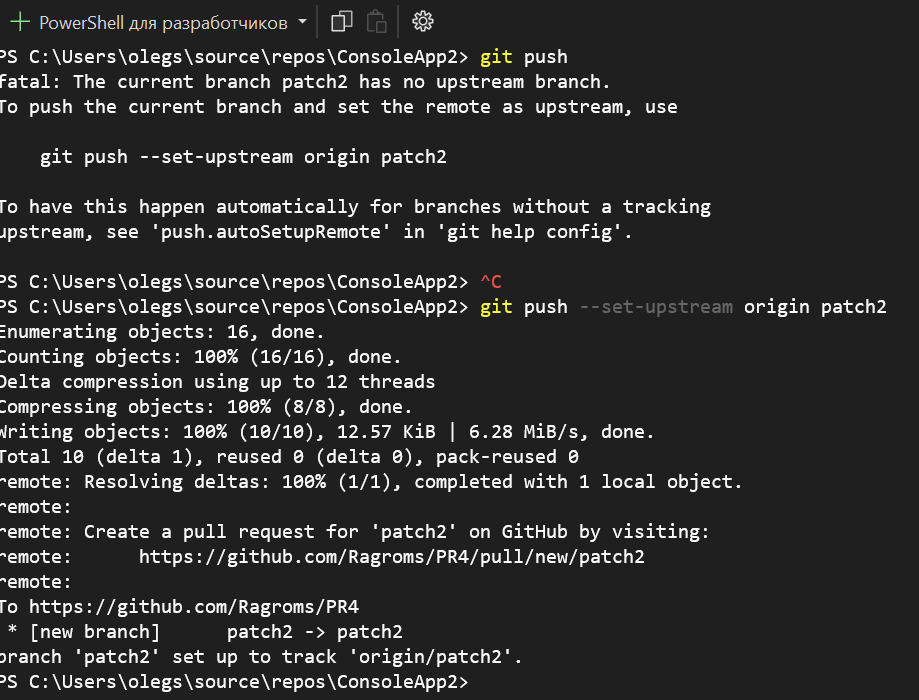 PowerShell для разработчиков
PS C:\Users\olegs\source\repos\ConsoleApp2> git push
fatal: The current branch patch2 has no upstream branch.
To push the current branch and set the remote as upstream, use
git push --set-upstream origin patch2
To have this happen automatically for branches without a tracking
upstream, see 'push.autoSetupRemote' in 'git help config'.
PS C:\Users\olegs\source\repos\ConsoleApp2> ^C
PS C:\Users\olegs\source\repos\ConsoleApp2> git push --set-upstream origin patch2
Enumerating objects: 16, done.
Counting objects: 100% (16/16), done.
Delta compression using up to 12 threads
Compressing objects: 100% (8/8), done.
Writing objects: 100% (10/10), 12.57 KiB | 6.28 MiB/s, done.
Total 10 (delta 1), reused 0 (delta 0), pack-reused 0
remote: Resolving deltas: 100% (1/1), completed with 1 local object.
remote:
remote: Create a pull request for 'patch2' on GitHub by visiting:
remote:      https://github.com/Ragroms/PR4/pull/new/patch2
remote:
To https://github.com/Ragroms/PR4
* [new branch]      patch2 -> patch2
branch 'patch2' set up to track 'origin/patch2'.
PS C:\Users\olegs\source\repos\ConsoleApp2>